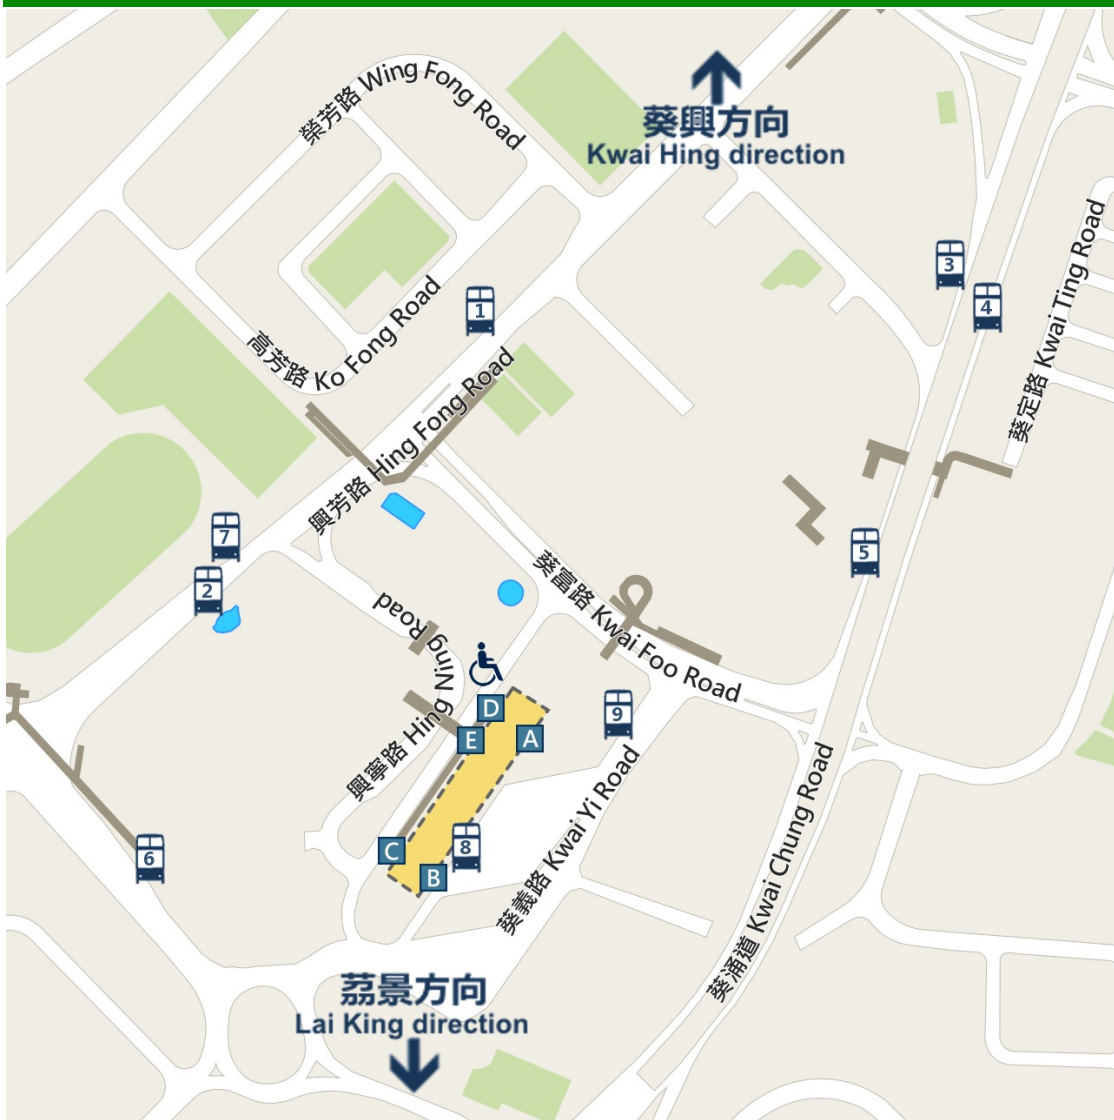 榮芳路 Wing Fong Road
葵興方向
Kwai Hing direction
3
4
1
高芳路 Ko Fong Road
葵定路 Kwai Ting Road
興芳路 Hing Fong Road
7
2
5
葵富路 Kwai Foo Road
興寧路 Hing Ning Road
D
E
A
9
C
B
8
6
葵義路 Kwai Yi Road
葵涌道 Kwai Chung Road
荔景方向
Lai King direction